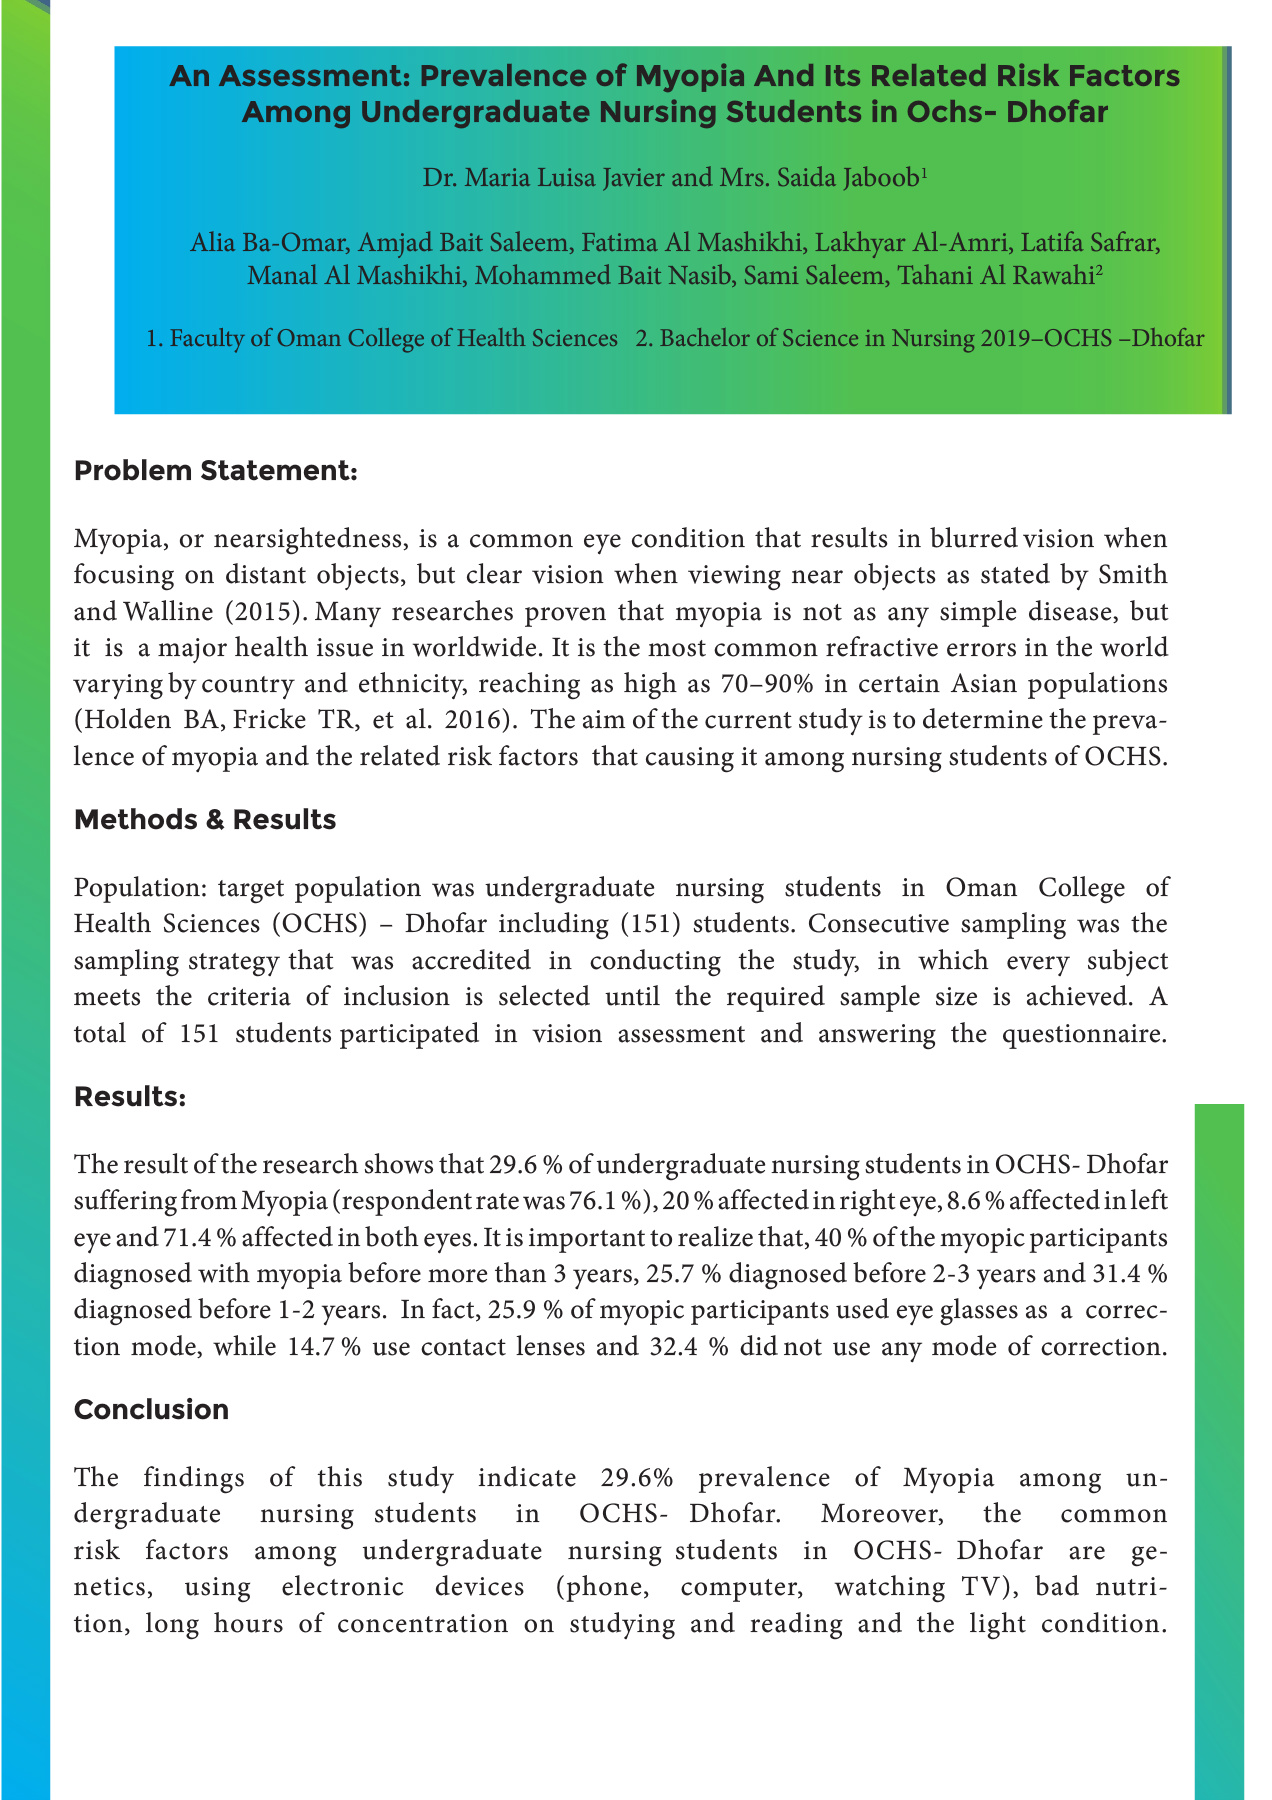 An Assessment: Prevalence of Myopia And Its Related Risk Factors
Among Undergraduate Nursing Students in Ochs- Dhofar
Dr. Maria Luisa Javier and Mrs. Saida Jaboob¹
Alia Ba-Omar, Amjad Bait Saleem, Fatima Al Mashikhi, Lakhyar Al-Amri, Latifa Safrar,
Manal Al Mashikhi, Mohammed Bait Nasib, Sami Saleem, Tahani Al Rawahi²
1. Faculty of Oman College of Health Sciences 2. Bachelor of Science in Nursing 2019–OCHS –Dhofar
Problem Statement:
Myopia, or nearsightedness, is a common eye condition that results in blurred vision when
focusing on distant objects, but clear vision when viewing near objects as stated by Smith
and Walline (2015). Many researches proven that myopia is not as any simple disease, but
it is a major health issue in worldwide. It is the most common refractive errors in the world
varying by country and ethnicity, reaching as high as 70–90% in certain Asian populations
(Holden BA, Fricke TR, et al. 2016). The aim of the current study is to determine the preva-
lence of myopia and the related risk factors that causing it among nursing students of OCHS.
Methods & Results
Population: target population was undergraduate nursing students in Oman College of
Health Sciences (OCHS) – Dhofar including (151) students. Consecutive sampling was the
sampling strategy that was accredited in conducting the study, in which every subject
meets the criteria of inclusion is selected until the required sample size is achieved. A
total of 151 students participated in vision assessment and answering the questionnaire.
Results:
The result of the research shows that 29.6 % of undergraduate nursing students in OCHS- Dhofar
suffering from Myopia (respondent rate was 76.1 %), 20 % affected in right eye, 8.6 % affected in left
eye and 71.4 % affected in both eyes. It is important to realize that, 40 % of the myopic participants
diagnosed with myopia before more than 3 years, 25.7 % diagnosed before 2-3 years and 31.4 %
diagnosed before 1-2 years. In fact, 25.9 % of myopic participants used eye glasses as a correc-
tion mode, while 14.7 % use contact lenses and 32.4 % did not use any mode of correction.
Conclusion
The findings of this study indicate 29.6% prevalence of Myopia among un-
dergraduate nursing students in OCHS- Dhofar. Moreover, the common
risk factors among undergraduate nursing students in OCHS- Dhofar are ge-
netics, using electronic devices (phone, computer, watching TV), bad nutri-
tion, long hours of concentration on studying and reading and the light condition.